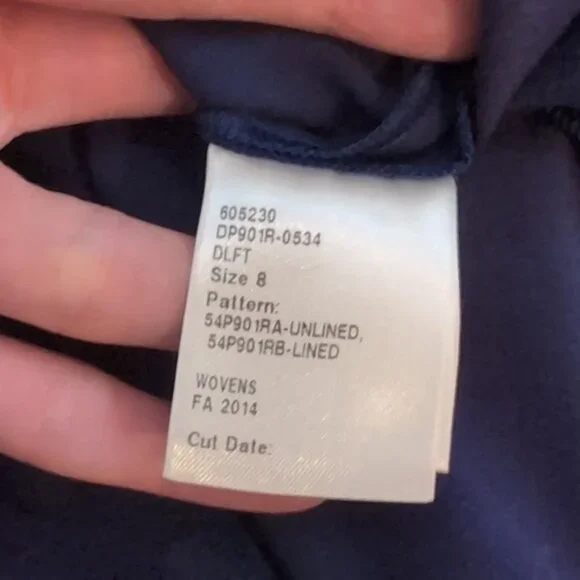 605230
DP901R-0534
DLFT
Size 8
Pattern:
54P901RA-UNLINED,
54P901RB-LINED
WOVENS
FA 2014
Cut Date: